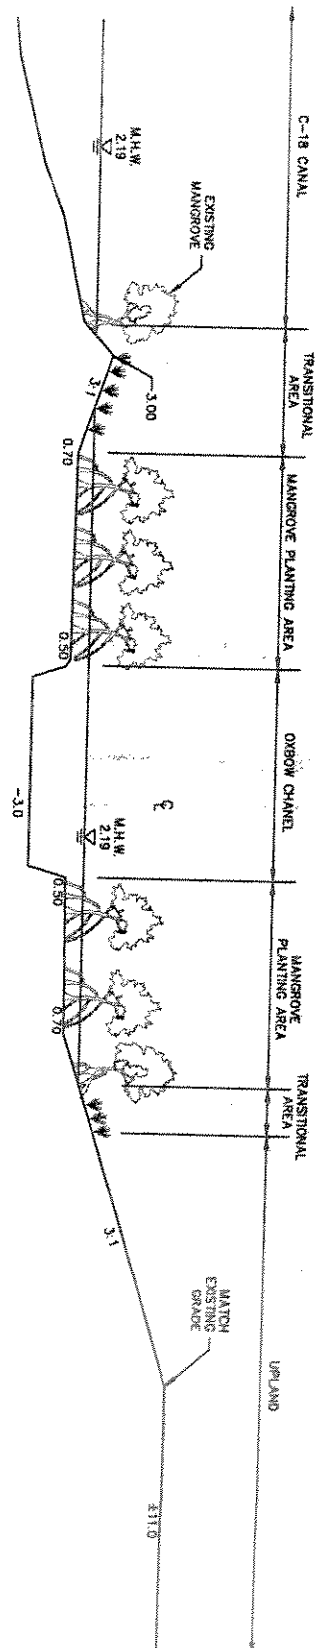 C-18 CANAL
TRANSITIONAL
AREA
MANGROVE PLANTING AREA
OXBOW CHANEL
MANGROVE
PLANTING AREA
TRANSITIONAL
AREA
UPLAND
EXISTING
MANGROVE
M.H.W.
2.19
3.00
3:1
0.70
0.50
-3.0
℄
M.H.W.
2.19
0.50
0.70
3:1
MATCH
EXISTING
GRADE
±11.0